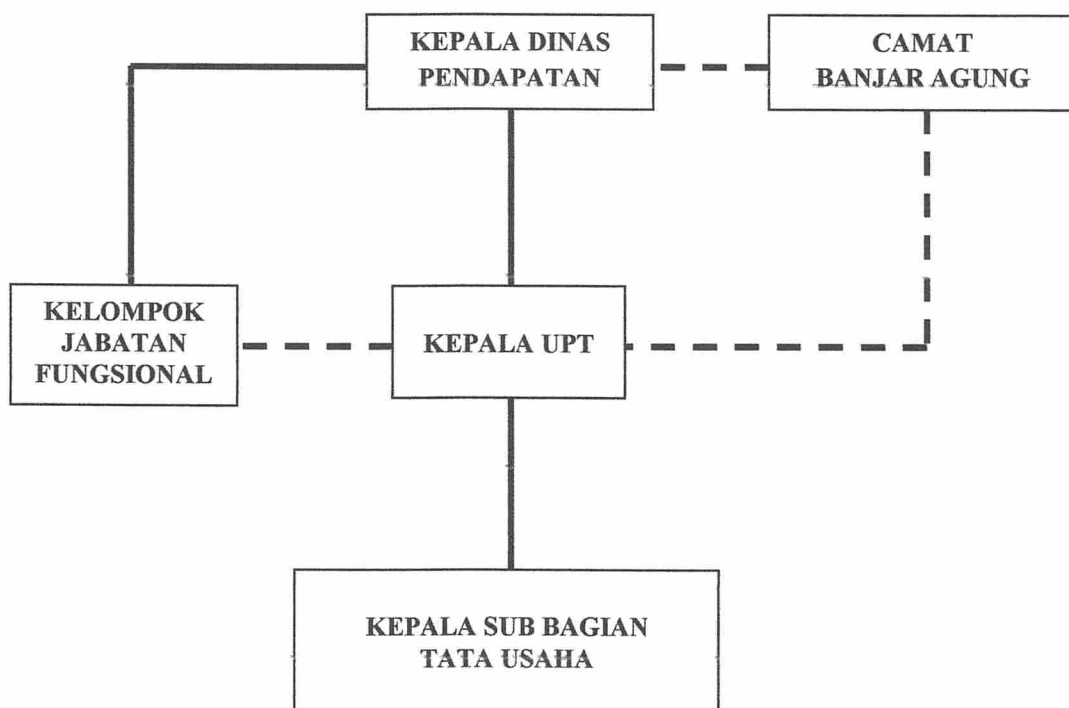 KEPALA DINAS
PENDAPATAN
CAMAT
BANJAR AGUNG
KELOMPOK
JABATAN
FUNGSIONAL
KEPALA UPT
KEPALA SUB BAGIAN
TATA USAHA